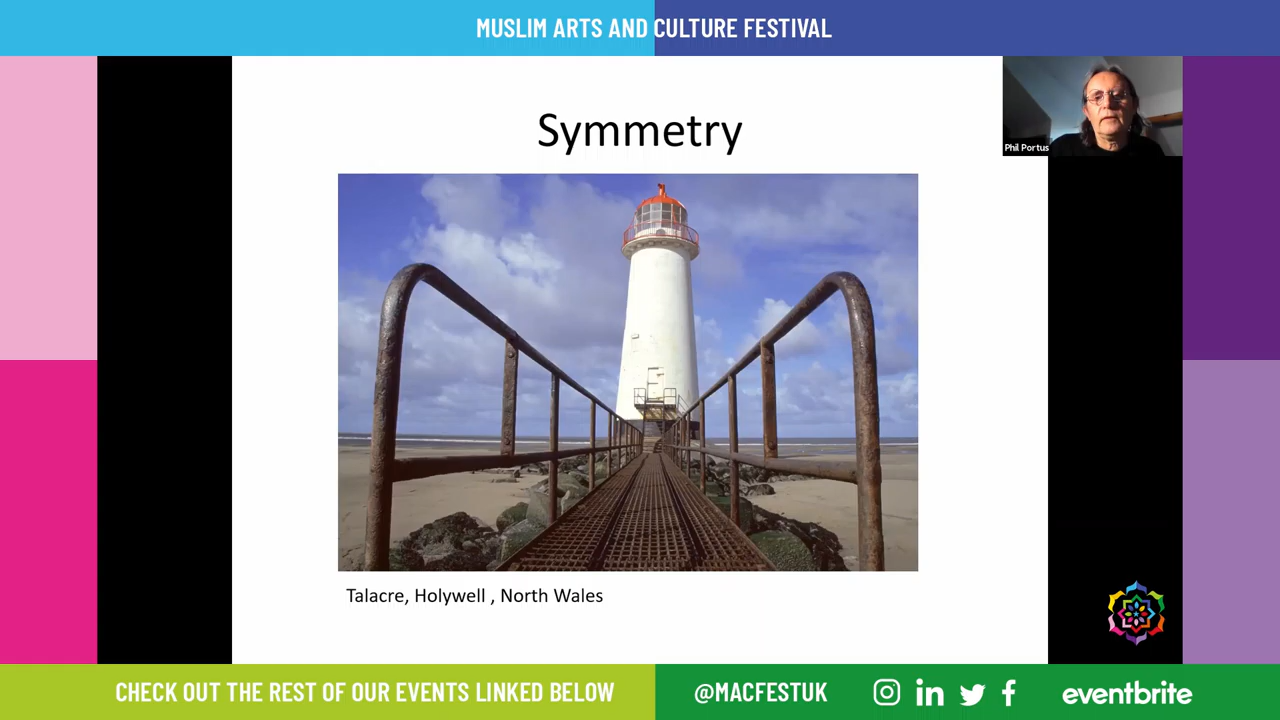 MUSLIM ARTS AND CULTURE FESTIVAL
Symmetry
Phil Portus
Talacre, Holywell , North Wales
CHECK OUT THE REST OF OUR EVENTS LINKED BELOW
@MACFESTUK
in
eventbrite